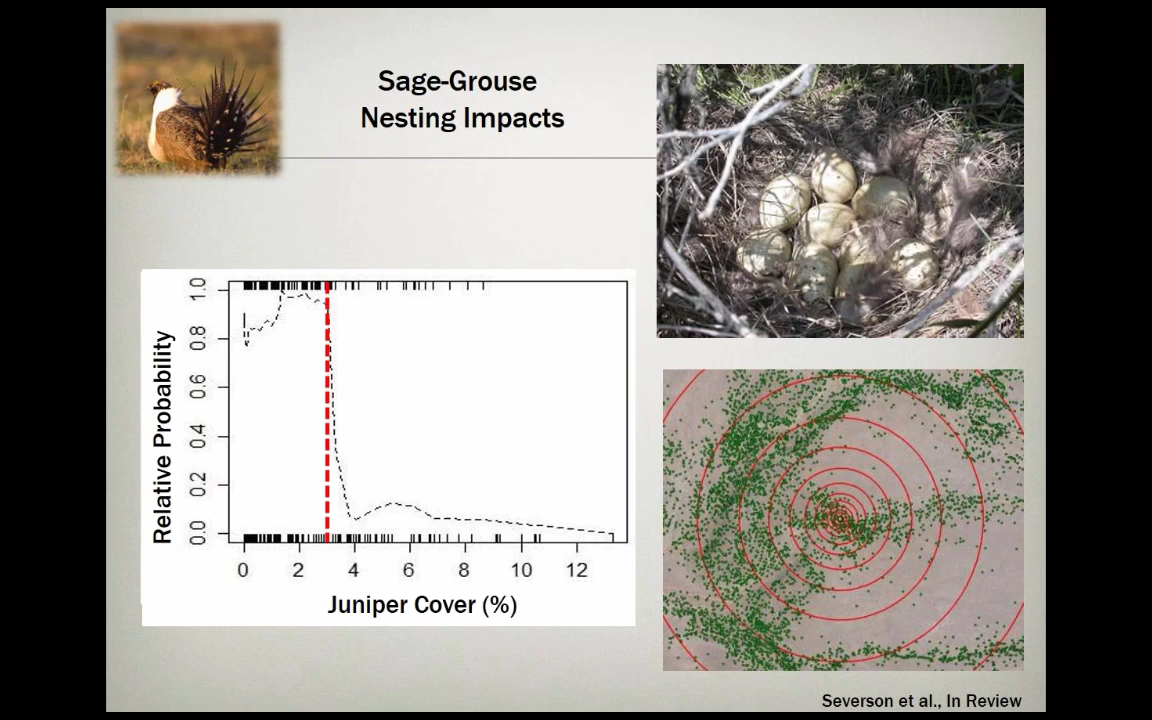 Sage-Grouse
Nesting Impacts
Relative Probability
1.0
0.8
0.6
0.4
0.2
0.0
0 2 4 6 8 10 12
Juniper Cover (%)
Severson et al., In Review